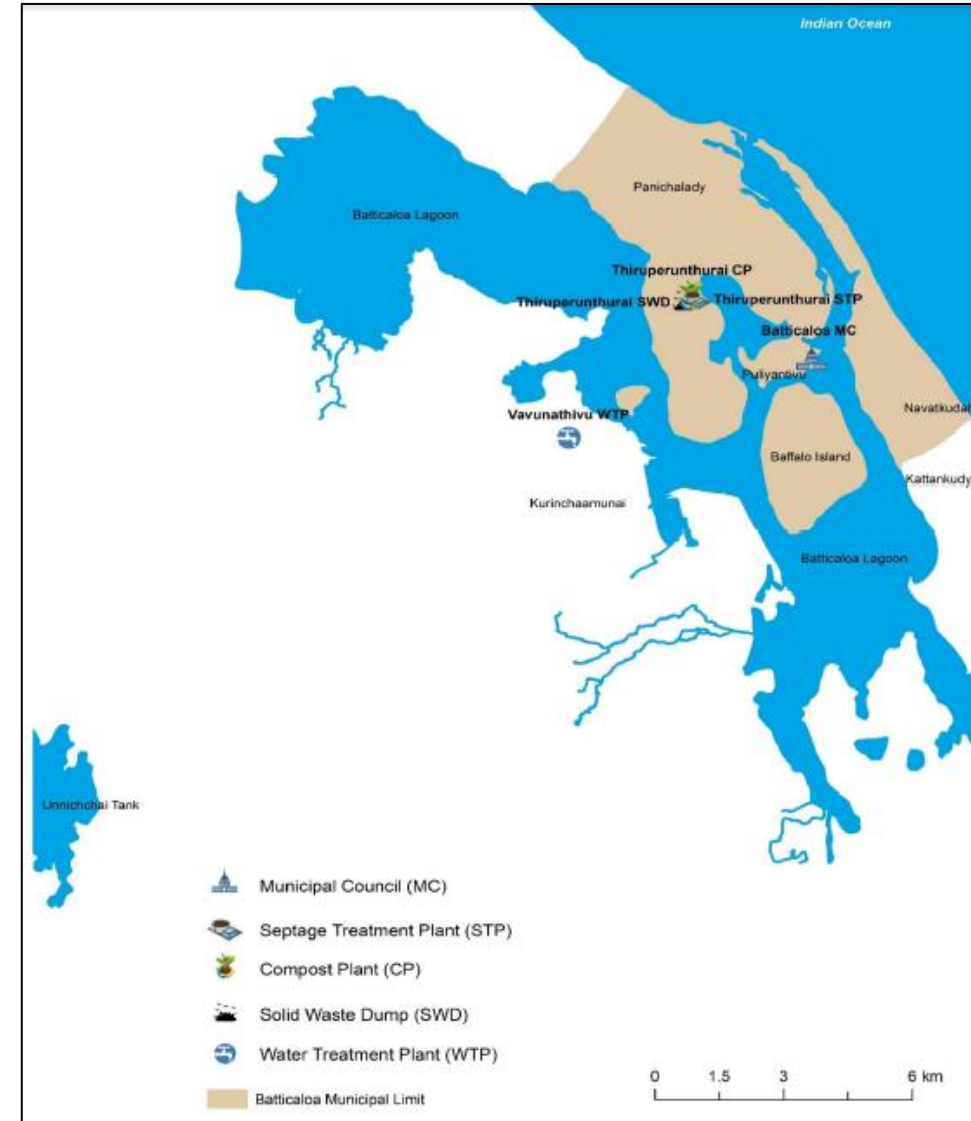 Indian Ocean
Panichalady
Batticaloa Lagoon
Thiruperunthurai CP
Thiruperunthurai SWD
Thiruperunthurai STP
Batticaloa MC
Puliyantivu
Vavunathivu WTP
Navatkudah
Baffalo Island
Kattankudy
Kurinchaamunai
Batticaloa Lagoon
Unnichchai Tank
Municipal Council (MC)
Septage Treatment Plant (STP)
Compost Plant (CP)
Solid Waste Dump (SWD)
Water Treatment Plant (WTP)
Batticaloa Municipal Limit
0 1.5 3 6 km